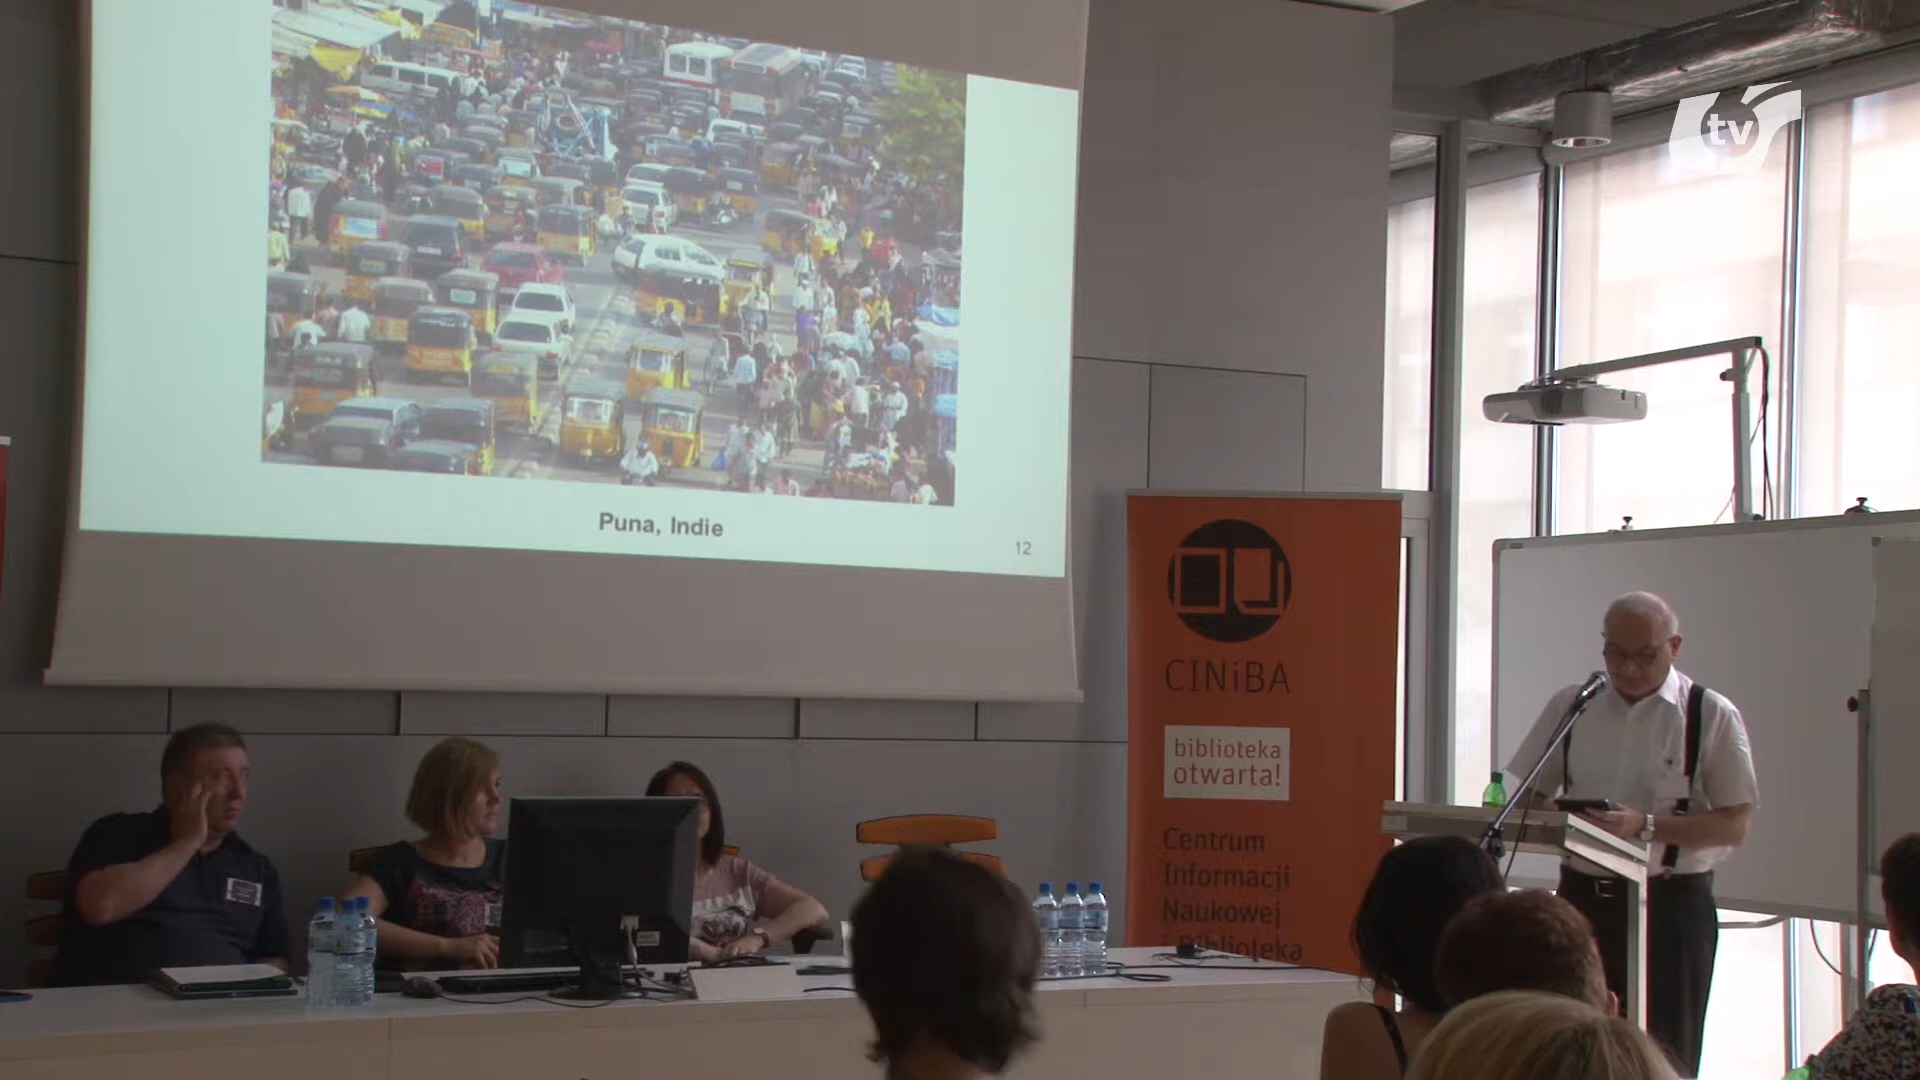 tv
Puna, Indie
12
CINiBA
biblioteka
otwarta!
Centrum
Informacji
Naukowej
i Biblioteka